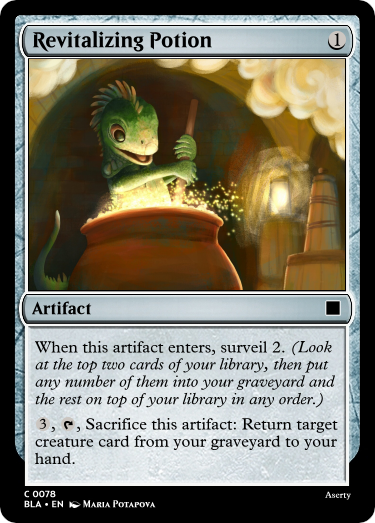 Revitalizing Potion 1
Artifact
When this artifact enters, surveil 2. (Look
at the top two cards of your library, then put
any number of them into your graveyard and
the rest on top of your library in any order.)
3, , Sacrifice this artifact: Return target
creature card from your graveyard to your
hand.
C 0078
BLA • EN Maria Potapova
Aserty